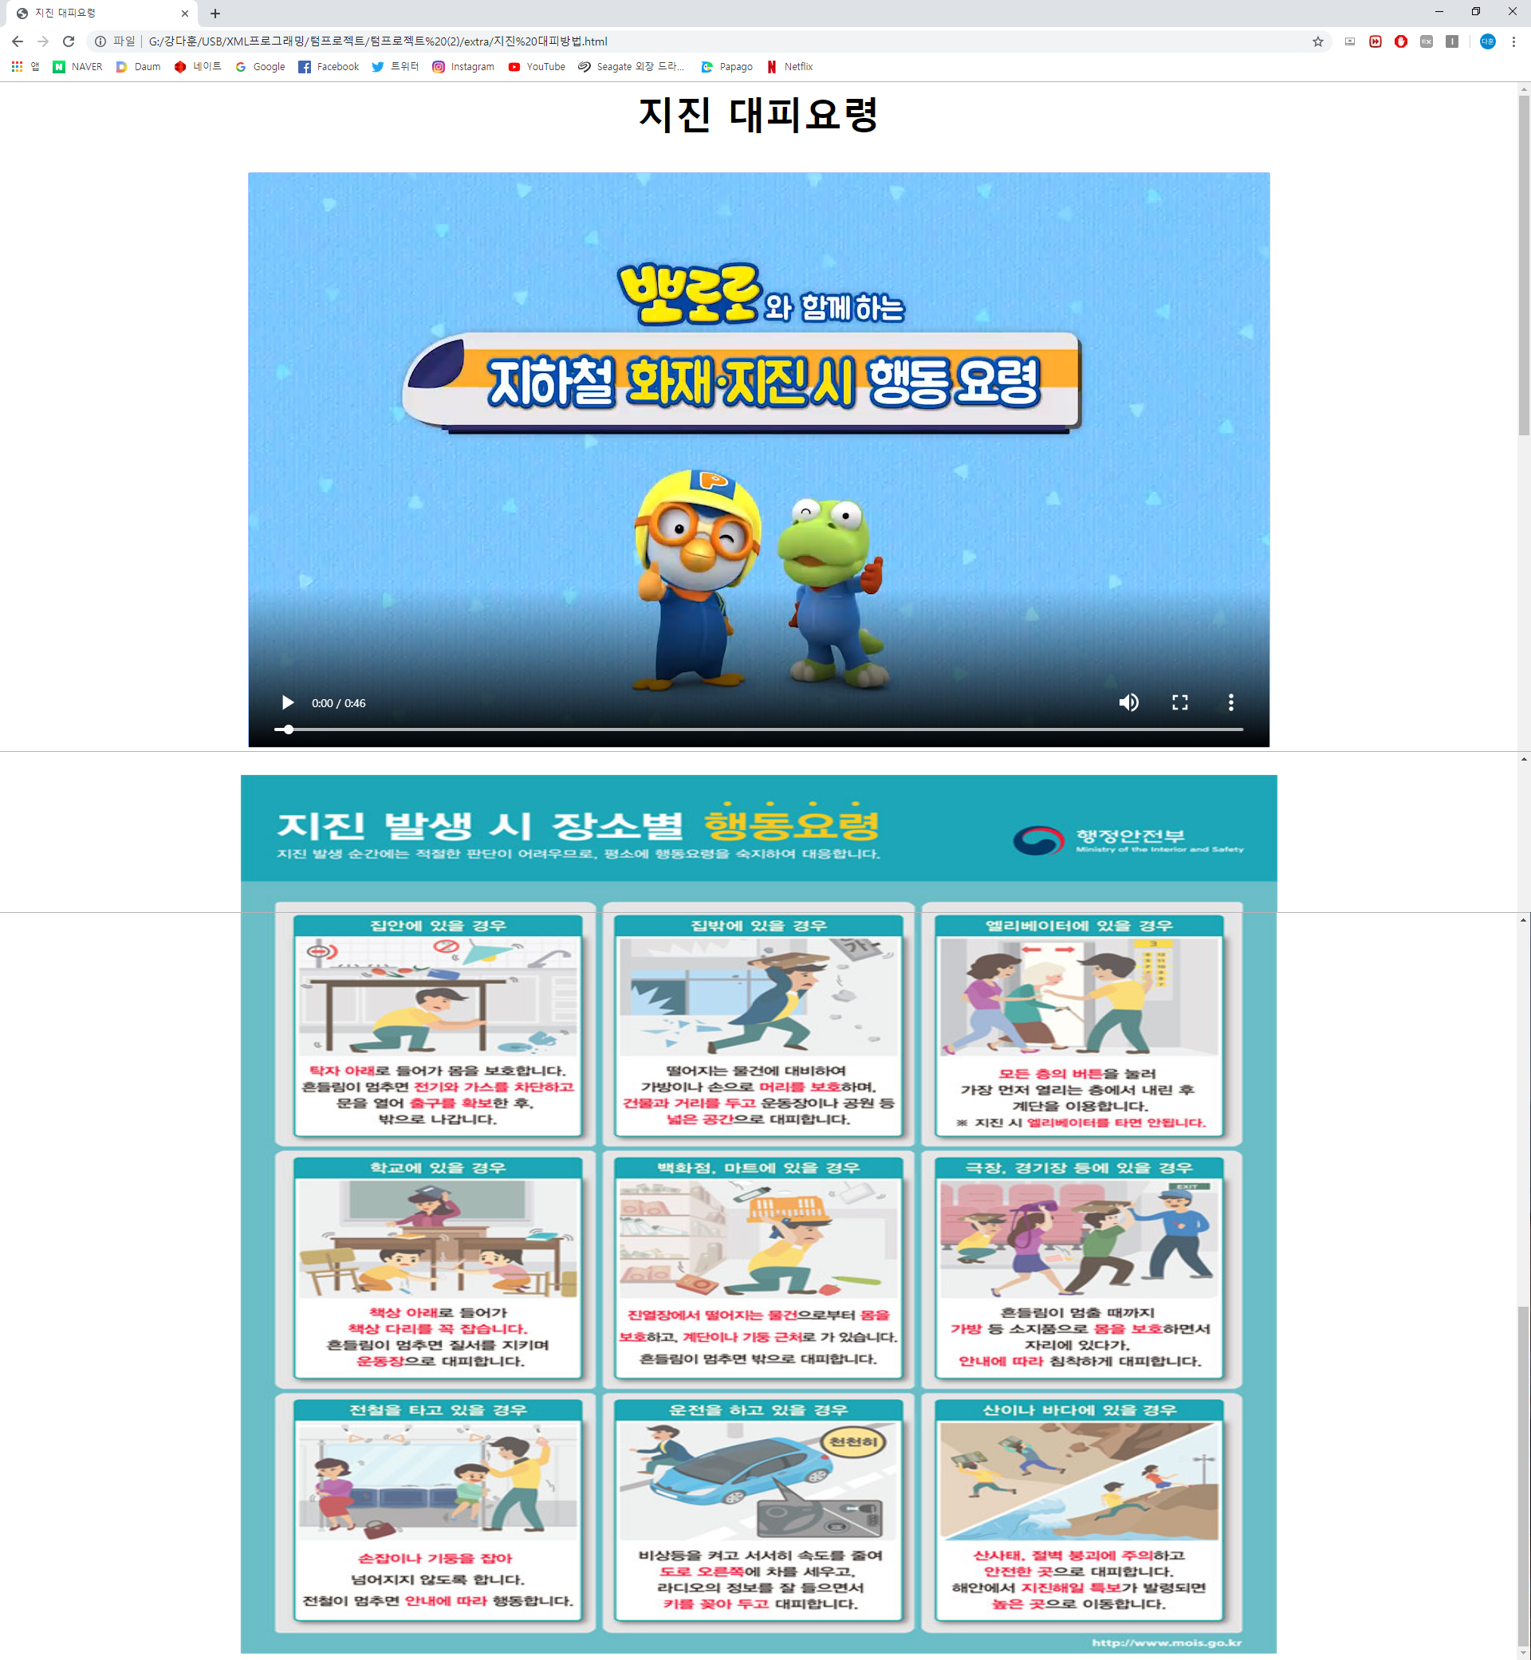 지진 대피요령
파일 G:/강다훈/USB/XML프로그래밍/텀프로젝트/텀프로젝트%20(2)/extra/지진%20대피방법.html
다훈
앱 NAVER Daum 네이트 Google Facebook 트위터 Instagram YouTube Seagate 외장 드라... Papago Netflix
지진 대피요령
뽀로로와 함께 하는
지하철 화재·지진 시 행동 요령
P
0:00 / 0:46
지진 발생 시 장소별 행동요령
지진 발생 순간에는 적절한 판단이 어려우므로, 평소에 행동요령을 숙지하여 대응합니다.
행정안전부
Ministry of the Interior and Safety
집안에 있을 경우
탁자 아래로 들어가 몸을 보호합니다.
흔들림이 멈추면 전기와 가스를 차단하고
문을 열어 출구를 확보한 후,
밖으로 나갑니다.
집밖에 있을 경우
가
떨어지는 물건에 대비하여
가방이나 손으로 머리를 보호하며,
건물과 거리를 두고 운동장이나 공원 등
넓은 공간으로 대피합니다.
엘리베이터에 있을 경우
3
모든 층의 버튼을 눌러
가장 먼저 열리는 층에서 내린 후
계단을 이용합니다.
※ 지진 시 엘리베이터를 타면 안됩니다.
학교에 있을 경우
책상 아래로 들어가
책상 다리를 꼭 잡습니다.
흔들림이 멈추면 질서를 지키며
운동장으로 대피합니다.
백화점, 마트에 있을 경우
진열장에서 떨어지는 물건으로부터 몸을
보호하고, 계단이나 기둥 근처로 가 있습니다.
흔들림이 멈추면 밖으로 대피합니다.
극장, 경기장 등에 있을 경우
EXIT
흔들림이 멈출 때까지
가방 등 소지품으로 몸을 보호하면서
자리에 있다가,
안내에 따라 침착하게 대피합니다.
전철을 타고 있을 경우
손잡이나 기둥을 잡아
넘어지지 않도록 합니다.
전철이 멈추면 안내에 따라 행동합니다.
운전을 하고 있을 경우
천천히
비상등을 켜고 서서히 속도를 줄여
도로 오른쪽에 차를 세우고,
라디오의 정보를 잘 들으면서
키를 꽂아 두고 대피합니다.
산이나 바다에 있을 경우
산사태, 절벽 붕괴에 주의하고
안전한 곳으로 대피합니다.
해안에서 지진해일 특보가 발령되면
높은 곳으로 이동합니다.
http://www.mois.go.kr